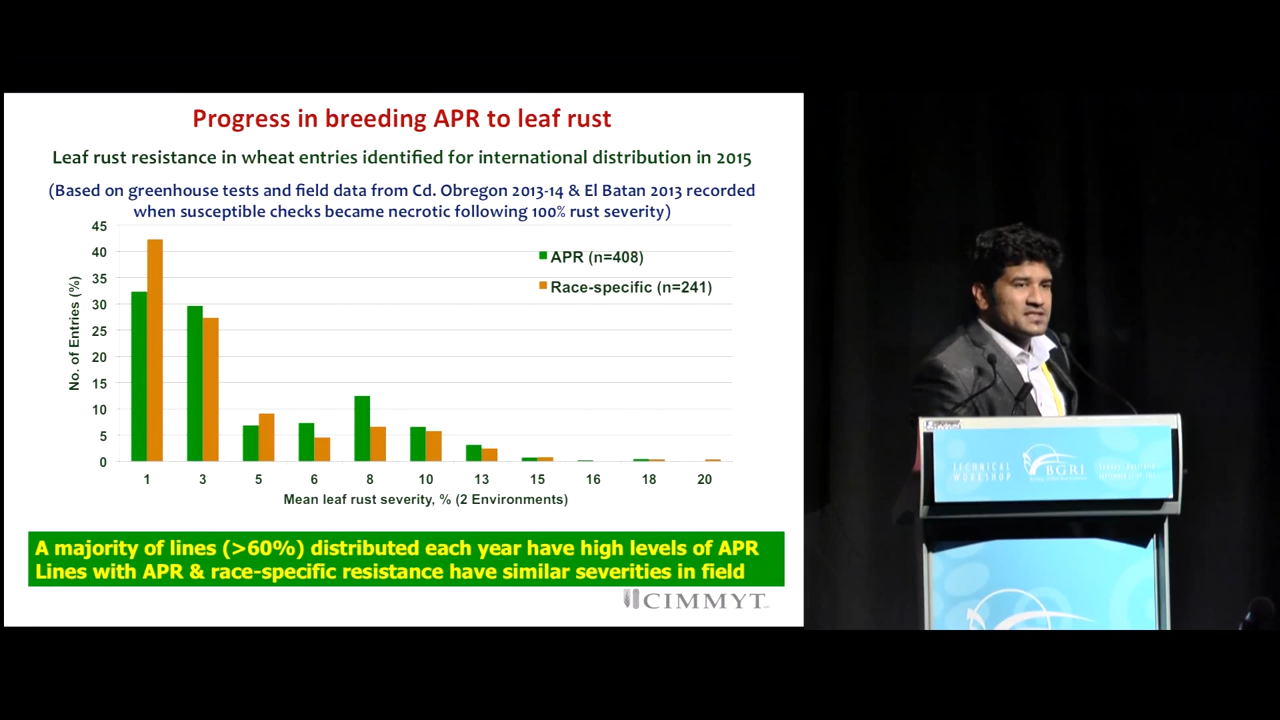 Progress in breeding APR to leaf rust
Leaf rust resistance in wheat entries identified for international distribution in 2015
(Based on greenhouse tests and field data from Cd. Obregon 2013-14 & El Batan 2013 recorded
when susceptible checks became necrotic following 100% rust severity)
45
40
35
30
25
20
15
10
5
0
No. of Entries (%)
APR (n=408)
Race-specific (n=241)
1 3 5 6 8 10 13 15 16 18 20
Mean leaf rust severity, % (2 Environments)
A majority of lines (>60%) distributed each year have high levels of APR
Lines with APR & race-specific resistance have similar severities in field
CIMMYT
TECHNICAL
WORKSHOP
BGRI